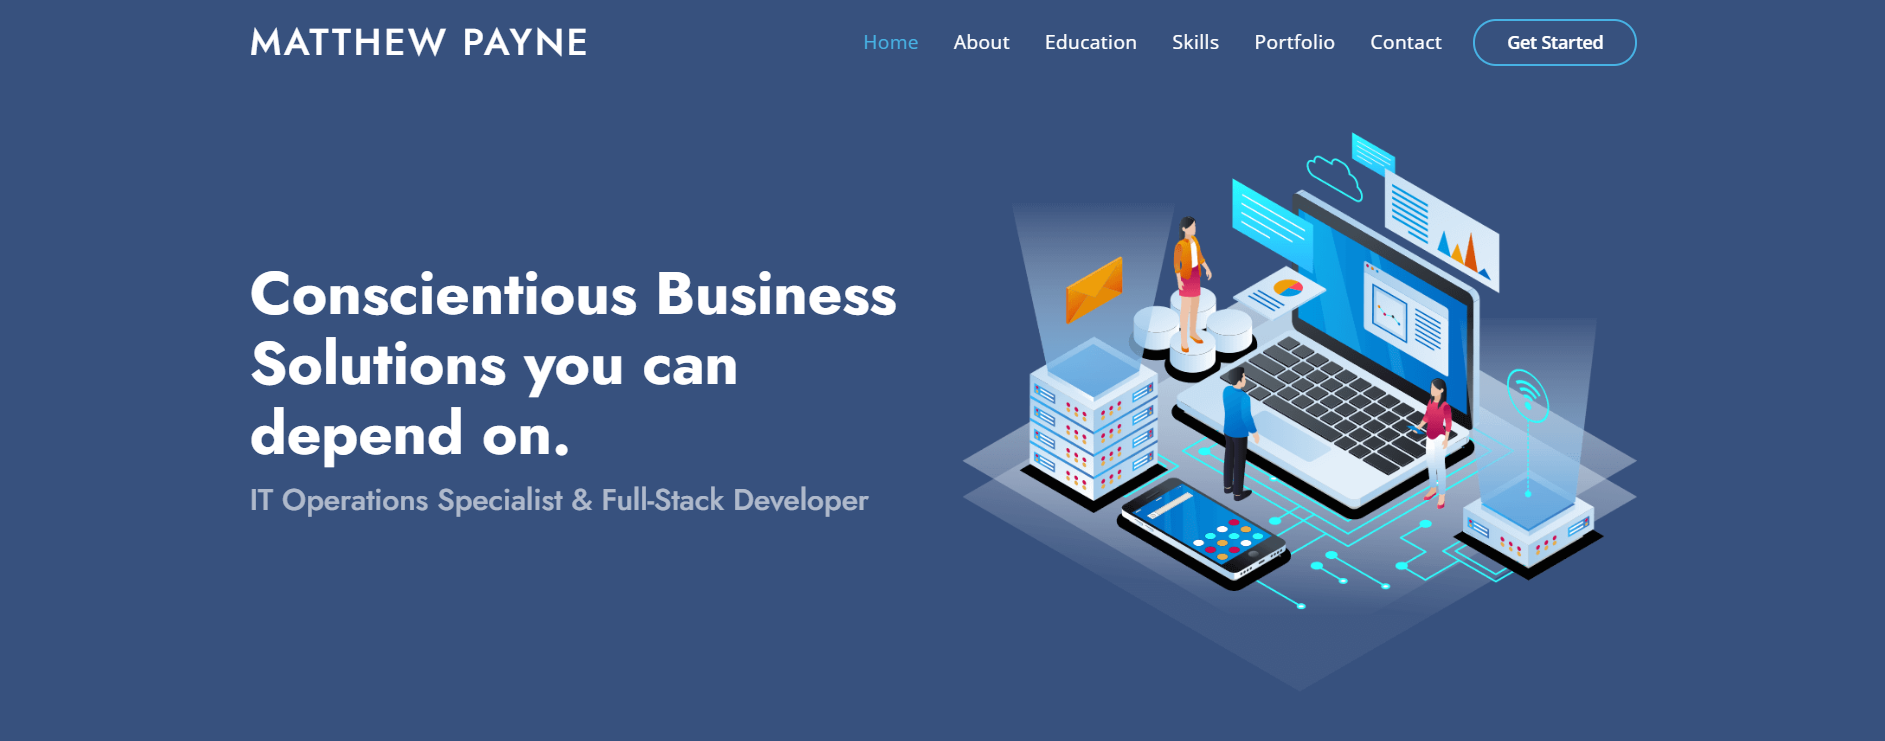 MATTHEW PAYNE
Home About Education Skills Portfolio Contact Get Started
Conscientious Business
Solutions you can
depend on.
IT Operations Specialist & Full-Stack Developer